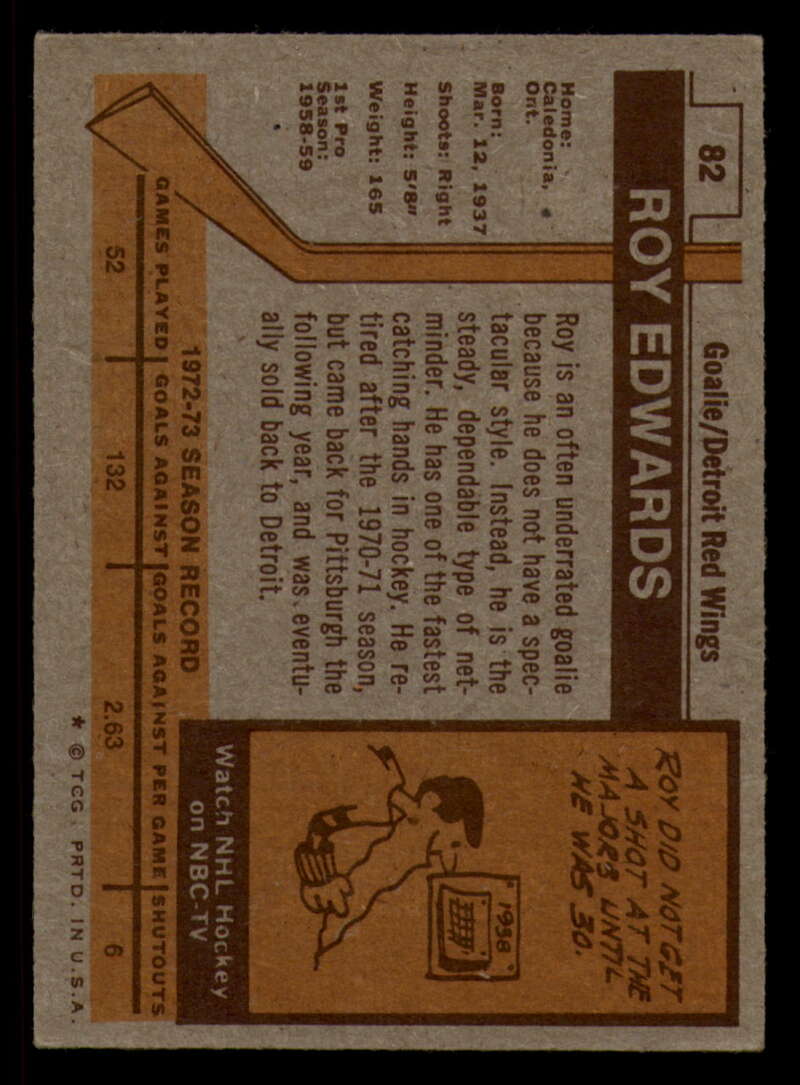 82
Goalie/Detroit Red Wings
ROY EDWARDS
Home:
Caledonia,
Ont.
Born:
Mar. 12, 1937
Shoots: Right
Height: 5'8"
Weight: 165
1st Pro
Season:
1958-59
Roy is an often underrated goalie
because he does not have a spec-
tacular style. Instead, he is the
steady, dependable type of net-
minder. He has one of the fastest
catching hands in hockey. He re-
tired after the 1970-71 season,
but came back for Pittsburgh the
following year, and was eventu-
ally sold back to Detroit.
ROY DID NOT GET
A SHOT AT THE
MAJORS UNTIL
HE WAS 30.
1958
Watch NHL Hockey
on NBC-TV
1972-73 SEASON RECORD
GAMES PLAYED GOALS AGAINST GOALS AGAINST PER GAME SHUTOUTS
52 132 2.63 6
* © TCG PRTD. IN U.S.A.